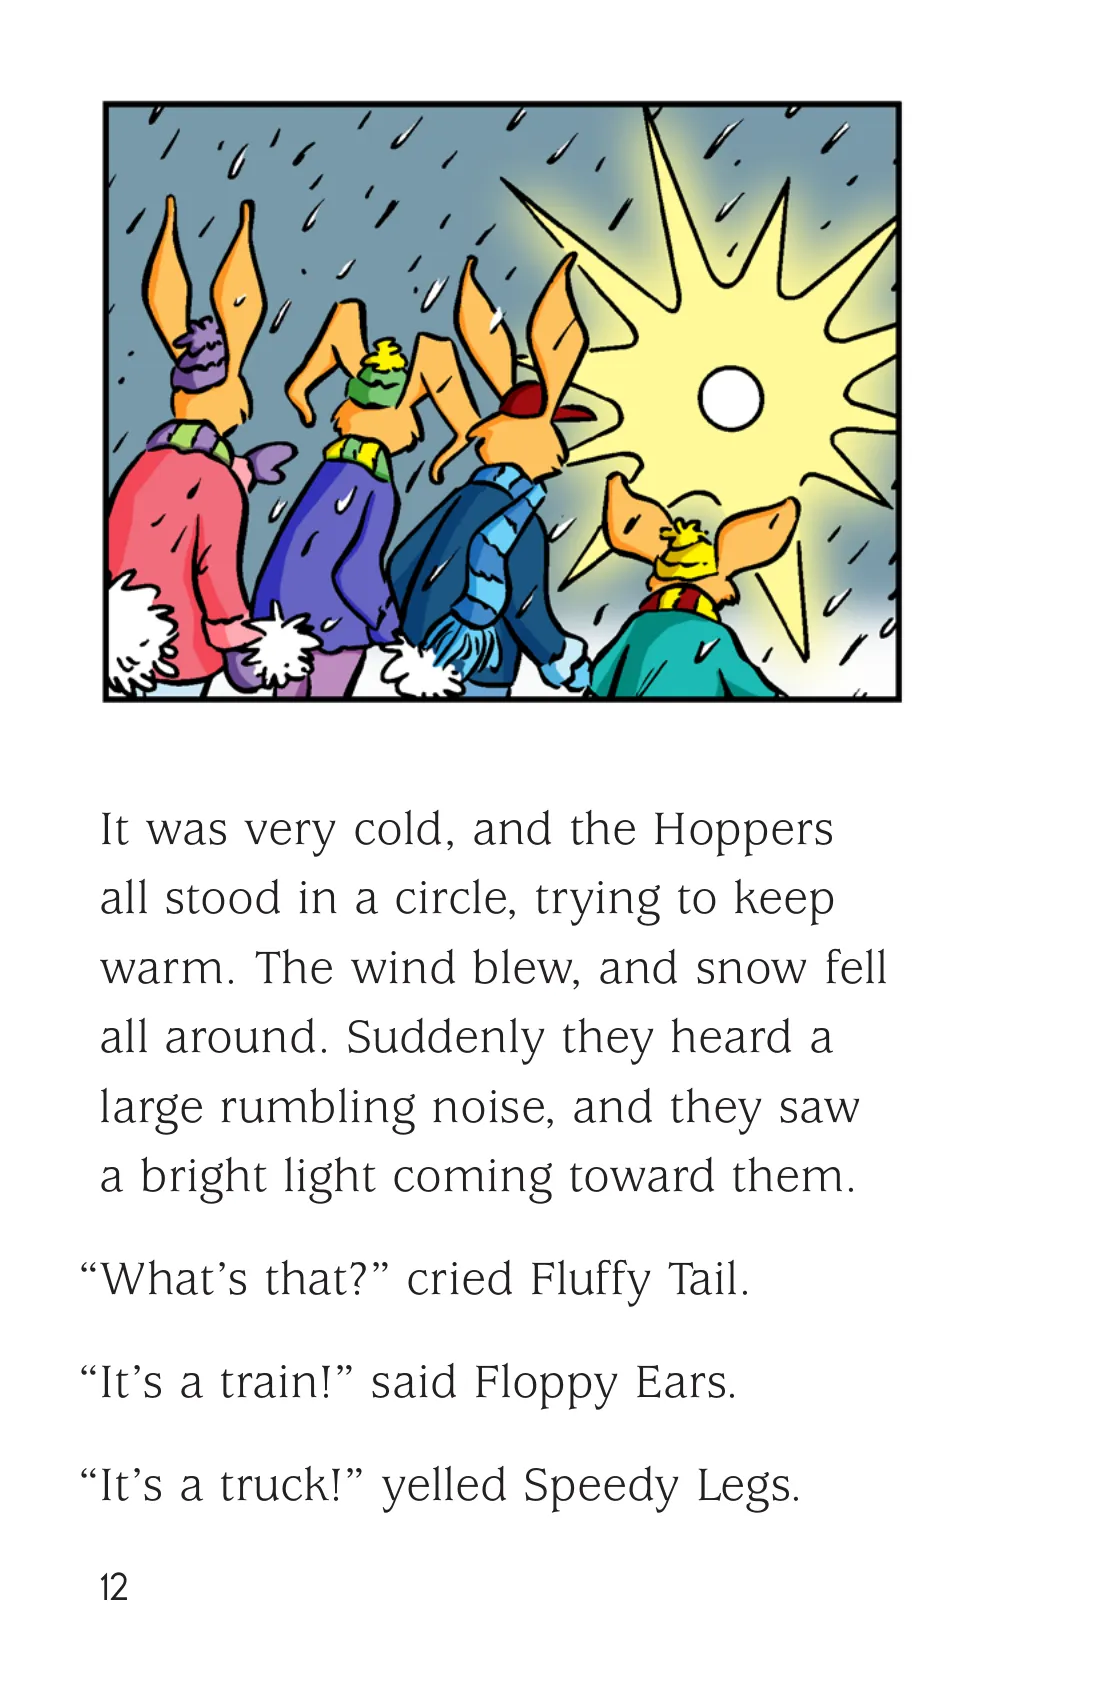 It was very cold, and the Hoppers
all stood in a circle, trying to keep
warm. The wind blew, and snow fell
all around. Suddenly they heard a
large rumbling noise, and they saw
a bright light coming toward them.
“What’s that?” cried Fluffy Tail.
“It’s a train!” said Floppy Ears.
“It’s a truck!” yelled Speedy Legs.
12